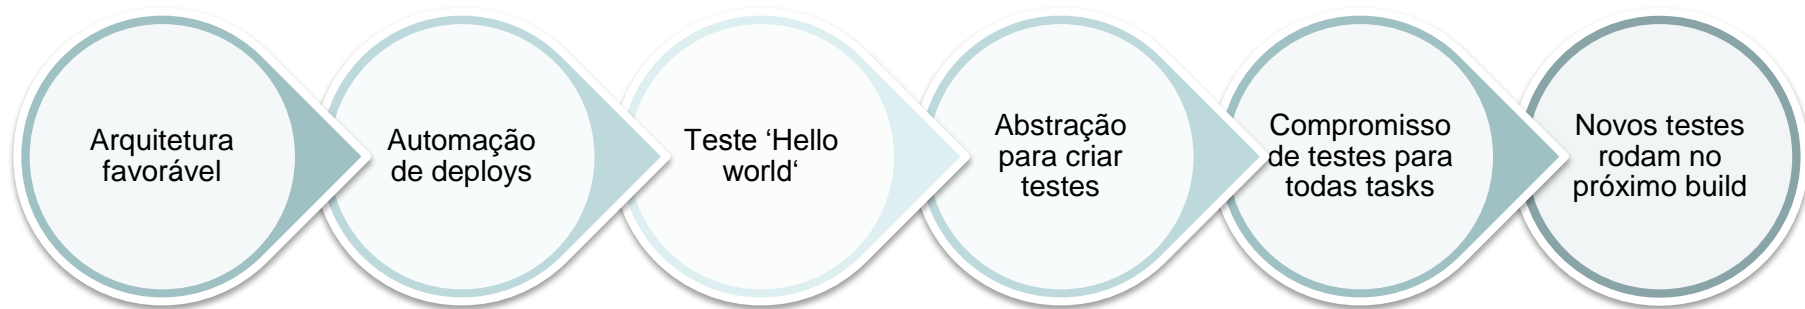 Arquitetura
favorável
Automação
de deploys
Teste ‘Hello
world‘
Abstração
para criar
testes
Compromisso
de testes para
todas tasks
Novos testes
rodam no
próximo build